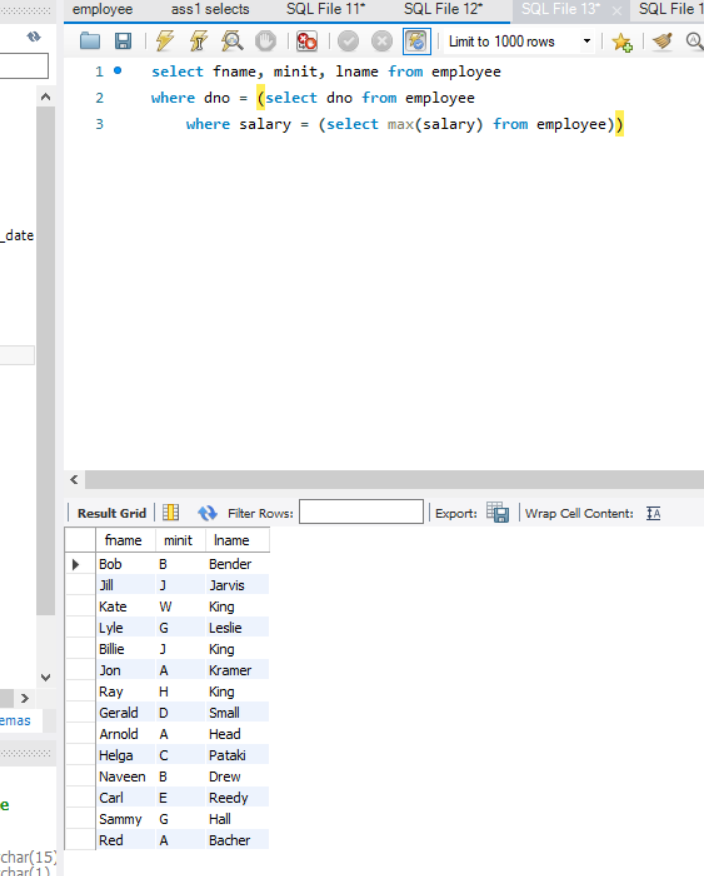 employee ass1 selects SQL File 11* SQL File 12* SQL File 13* × SQL File 1
Limit to 1000 rows
1 select fname, minit, lname from employee
2 where dno = (select dno from employee
3 where salary = (select max(salary) from employee))
_date
Result Grid Filter Rows: Export: Wrap Cell Content:
fname minit lname
Bob B Bender
Jill J Jarvis
Kate W King
Lyle G Leslie
Billie J King
Jon A Kramer
Ray H King
Gerald D Small
emas
Arnold A Head
Helga C Pataki
Naveen B Drew
Carl E Reedy
e
Sammy G Hall
Red A Bacher
char(15)
char(1)